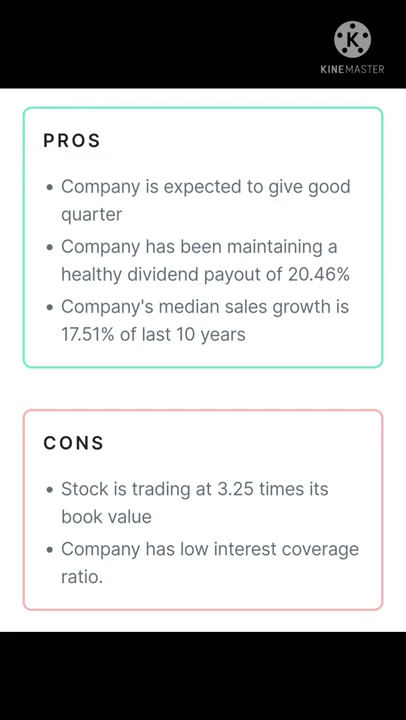 K
KINEMASTER
PROS
• Company is expected to give good
quarter
• Company has been maintaining a
healthy dividend payout of 20.46%
• Company's median sales growth is
17.51% of last 10 years
CONS
• Stock is trading at 3.25 times its
book value
• Company has low interest coverage
ratio.